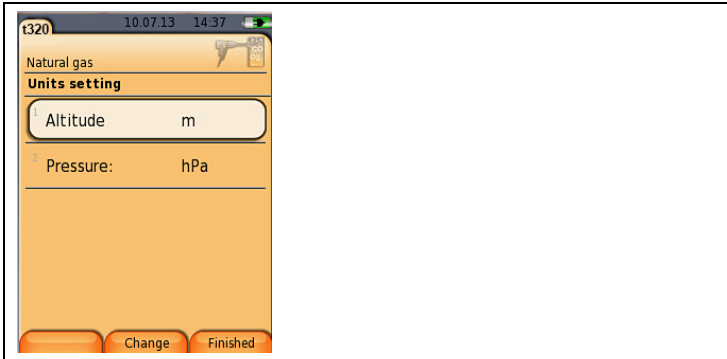 t320 10.07.13 14:37
Natural gas
Units setting
1 Altitude m
2 Pressure: hPa
Change Finished